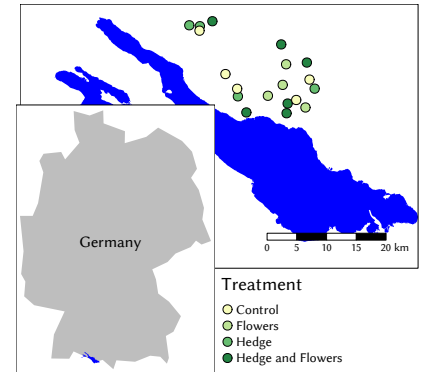 0 5 10 15 20 km
Germany
Treatment
Control
Flowers
Hedge
Hedge and Flowers